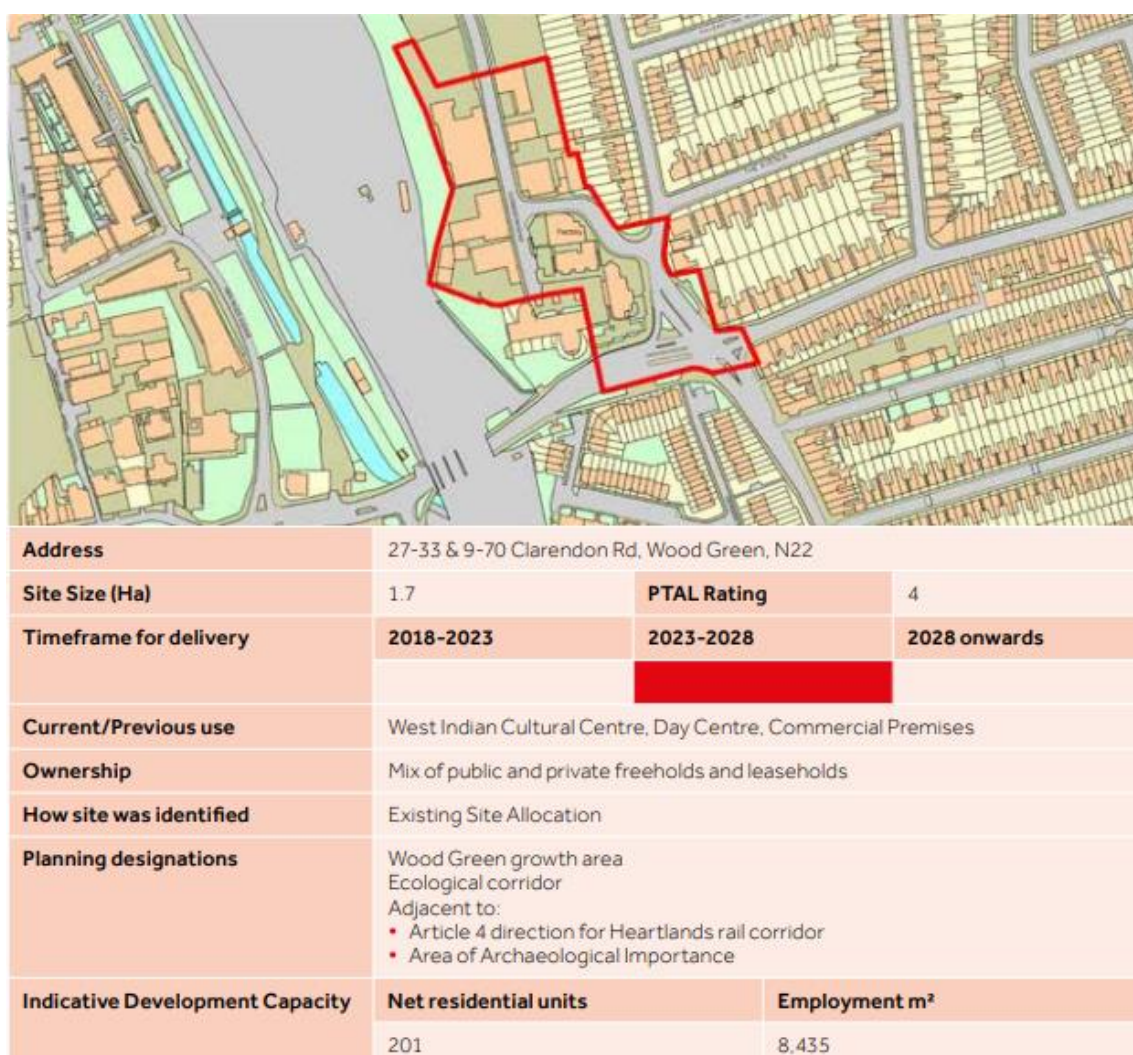 Factory
Address 27-33 & 9-70 Clarendon Rd, Wood Green, N22
Site Size (Ha) 1.7 PTAL Rating 4
Timeframe for delivery 2018-2023 2023-2028 2028 onwards
Current/Previous use West Indian Cultural Centre, Day Centre, Commercial Premises
Ownership Mix of public and private freeholds and leaseholds
How site was identified Existing Site Allocation
Planning designations Wood Green growth area
Ecological corridor
Adjacent to:
• Article 4 direction for Heartlands rail corridor
• Area of Archaeological Importance
Indicative Development Capacity Net residential units Employment m²
201 8,435